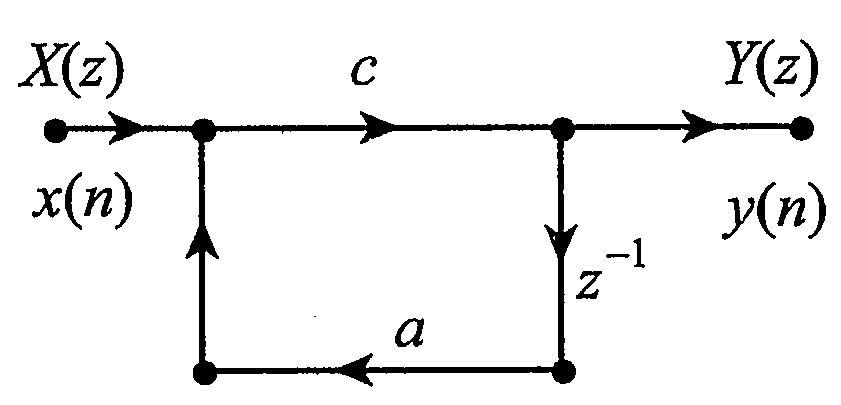 X(z) c Y(z)
x(n) y(n)
z⁻¹
a